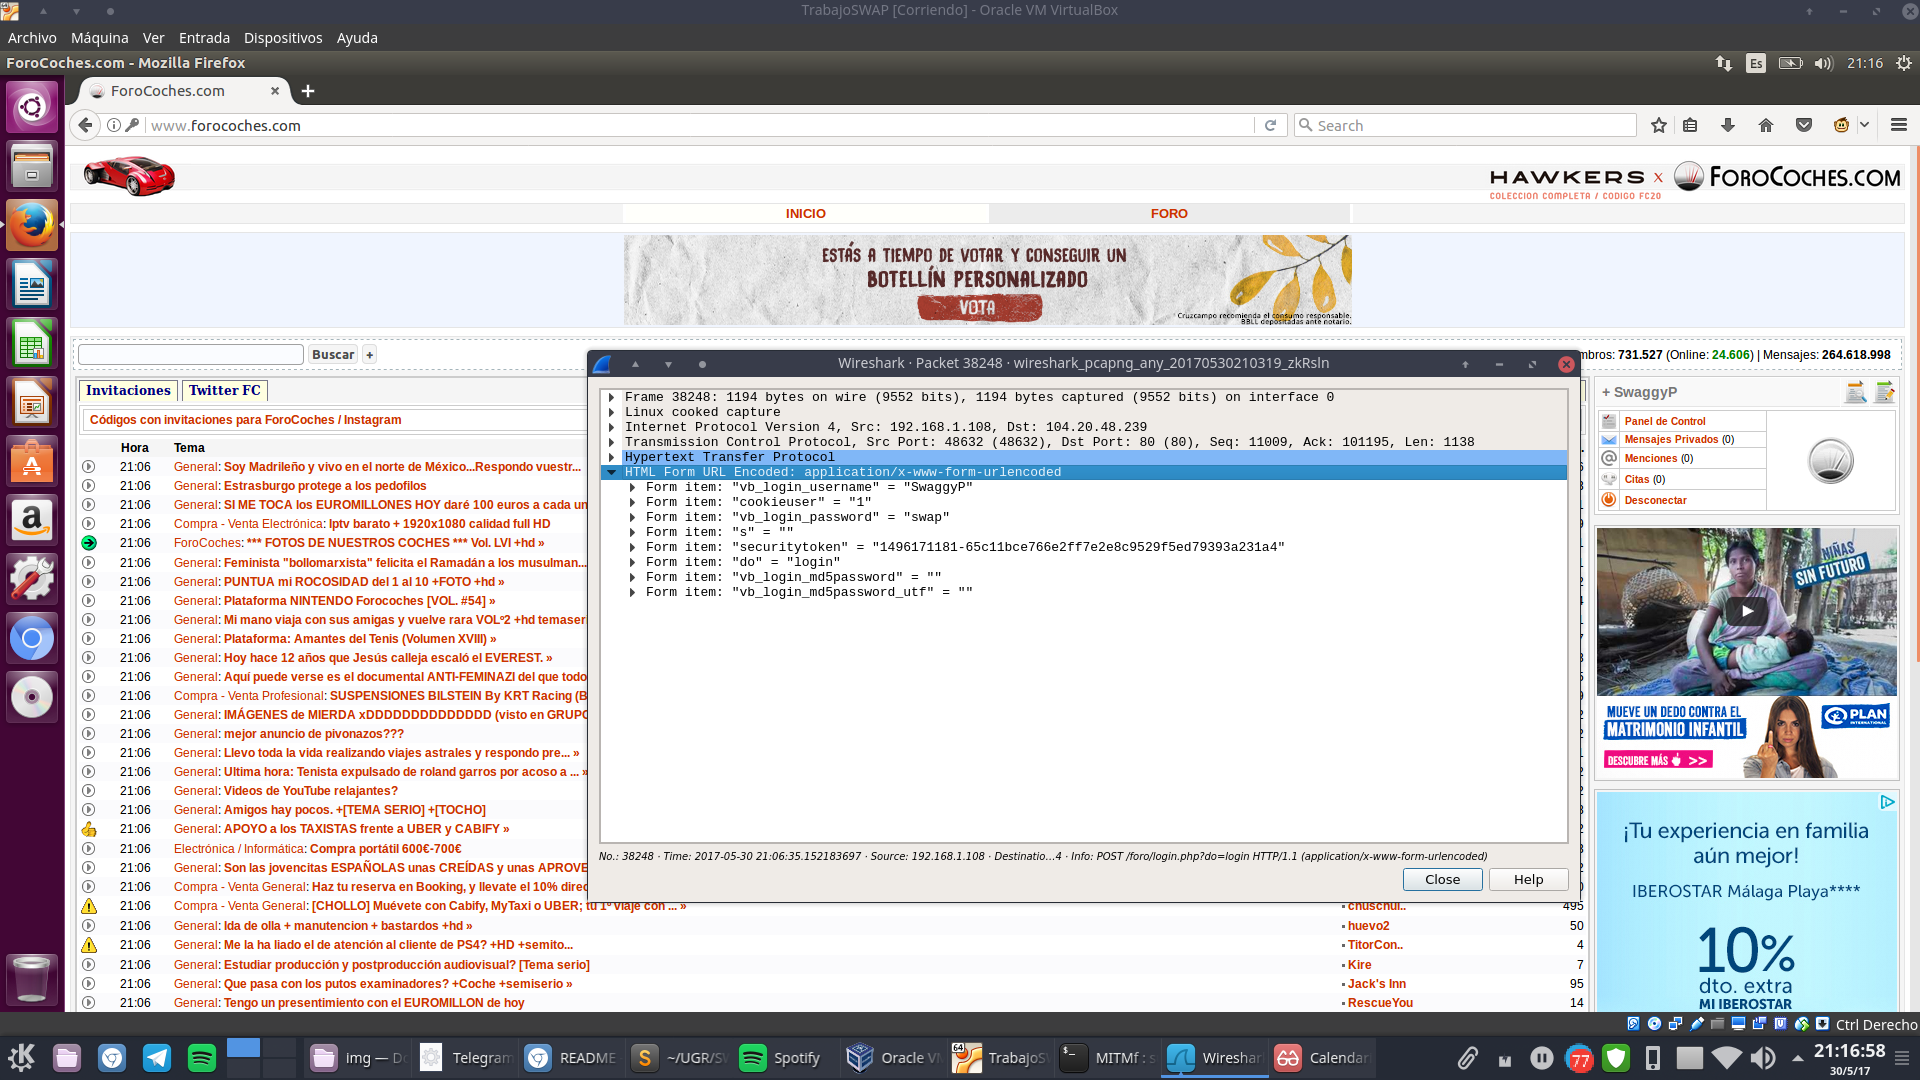 TrabajoSWAP [Corriendo] - Oracle VM VirtualBox
Archivo Máquina Ver Entrada Dispositivos Ayuda
ForoCoches.com - Mozilla Firefox
Es
21:16
ForoCoches.com
www.forocoches.com
Search
HAWKERS x FOROCOCHES.COM
COLECCION COMPLETA / CODIGO FC20
INICIO
FORO
ESTÁS A TIEMPO DE VOTAR Y CONSEGUIR UN
BOTELLÍN PERSONALIZADO
VOTA
Cruzcampo recomienda el consumo responsable.
BBLL depositadas ante notario.
Buscar +
mbros: 731.527 (Online: 24.606) | Mensajes: 264.618.998
Invitaciones
Twitter FC
Códigos con invitaciones para ForoCoches / Instagram
Hora Tema
21:06 General: Soy Madrileño y vivo en el norte de México...Respondo vuestr...
21:06 General: Estrasburgo protege a los pedofilos
21:06 General: SI ME TOCA los EUROMILLONES HOY daré 100 euros a cada un
21:06 Compra - Venta Electrónica: Iptv barato + 1920x1080 calidad full HD
21:06 ForoCoches: *** FOTOS DE NUESTROS COCHES *** Vol. LVI +hd »
21:06 General: Feminista "bollomarxista" felicita el Ramadán a los musulman...
21:06 General: PUNTUA mi ROCOSIDAD del 1 al 10 +FOTO +hd »
21:06 General: Plataforma NINTENDO Forocoches [VOL. #54] »
21:06 General: Mi mano viaja con sus amigas y vuelve rara VOLº2 +hd temaseri
21:06 General: Plataforma: Amantes del Tenis (Volumen XVIII) »
21:06 General: Hoy hace 12 años que Jesús calleja escaló el EVEREST. »
21:06 General: Aquí puede verse es el documental ANTI-FEMINAZI del que todo
21:06 Compra - Venta Profesional: SUSPENSIONES BILSTEIN By KRT Racing (B
21:06 General: IMÁGENES de MIERDA xDDDDDDDDDDDDDD (visto en GRUPO
21:06 General: mejor anuncio de pivonazos???
21:06 General: Llevo toda la vida realizando viajes astrales y respondo pre... »
21:06 General: Ultima hora: Tenista expulsado de roland garros por acoso a ... »
21:06 General: Videos de YouTube relajantes?
21:06 General: Amigos hay pocos. +[TEMA SERIO] +[TOCHO]
21:06 General: APOYO a los TAXISTAS frente a UBER y CABIFY »
21:06 Electrónica / Informática: Compra portátil 600€-700€
21:06 General: Son las jovencitas ESPAÑOLAS unas CREÍDAS y unas APROVE
21:06 Compra - Venta General: Haz tu reserva en Booking, y llevate el 10% direc
21:06 Compra - Venta General: [CHOLLO] Muévete con Cabify, MyTaxi o UBER; tu 1º viaje con ... » chuschul.. 495
21:06 General: Ida de olla + manutencion + bastardos +hd » huevo2 50
21:06 General: Me la ha liado el de atención al cliente de PS4? +HD +semito... TitorCon.. 4
21:06 General: Estudiar producción y postproducción audiovisual? [Tema serio] Kire 7
21:06 General: Que pasa con los putos examinadores? +Coche +semiserio » Jack's Inn 95
21:06 General: Tengo un presentimiento con el EUROMILLON de hoy RescueYou 14
Wireshark · Packet 38248 · wireshark_pcapng_any_20170530210319_zkRsln
Frame 38248: 1194 bytes on wire (9552 bits), 1194 bytes captured (9552 bits) on interface 0
Linux cooked capture
Internet Protocol Version 4, Src: 192.168.1.108, Dst: 104.20.48.239
Transmission Control Protocol, Src Port: 48632 (48632), Dst Port: 80 (80), Seq: 11009, Ack: 101195, Len: 1138
Hypertext Transfer Protocol
HTML Form URL Encoded: application/x-www-form-urlencoded
Form item: "vb_login_username" = "SwaggyP"
Form item: "cookieuser" = "1"
Form item: "vb_login_password" = "swap"
Form item: "s" = ""
Form item: "securitytoken" = "1496171181-65c11bce766e2ff7e2e8c9529f5ed79393a231a4"
Form item: "do" = "login"
Form item: "vb_login_md5password" = ""
Form item: "vb_login_md5password_utf" = ""
No.: 38248 · Time: 2017-05-30 21:06:35.152183697 · Source: 192.168.1.108 · Destinatio...4 · Info: POST /foro/login.php?do=login HTTP/1.1 (application/x-www-form-urlencoded)
Close
Help
+ SwaggyP
Panel de Control
Mensajes Privados (0)
Menciones (0)
Citas (0)
Desconectar
NIÑAS
SIN FUTURO
MUEVE UN DEDO CONTRA EL
MATRIMONIO INFANTIL
PLAN
INTERNATIONAL
DESCUBRE MÁS >>
¡Tu experiencia en familia
aún mejor!
IBEROSTAR Málaga Playa****
10%
dto. extra
MI IBEROSTAR
Ctrl Derecho
img — D
Telegram
README
~/UGR/SW
Spotify
Oracle VM
64
TrabajoS
MITMf : s
Wireshar
Calendar
77
21:16:58
30/5/17